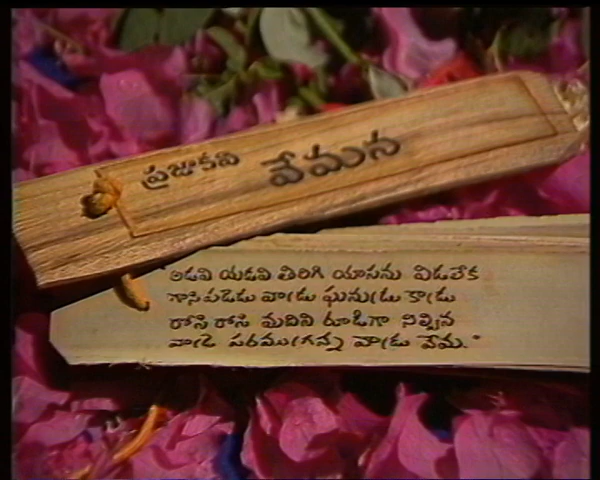 ప్రజాకవి వేమన
అడవి యడవి తిరిగి యాసను విడలేక
గాసిపడెడు వాఁడు ఘనుఁడు కాఁడు
రోసి రోసి మదిని రూఢిగా నిల్పిన
వాఁడె పరముఁగన్న వాఁడు వేమ."